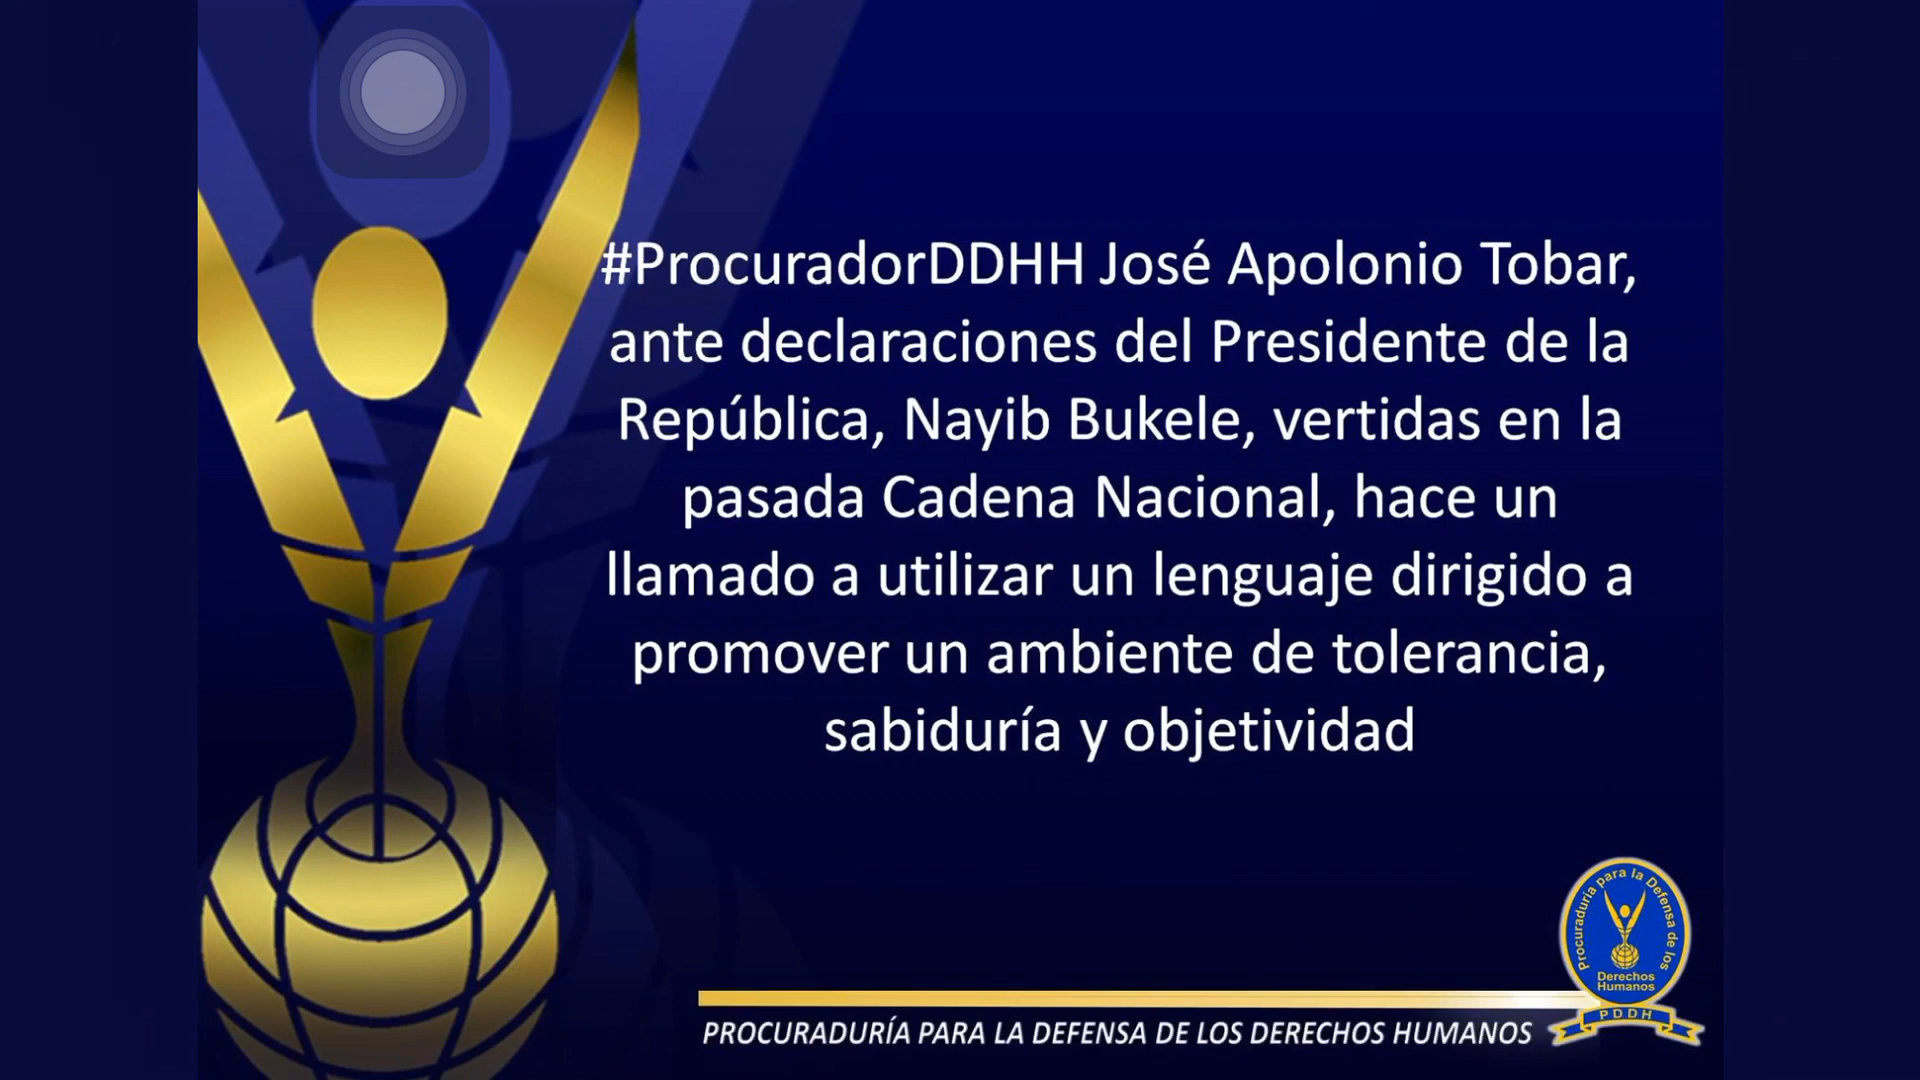 #ProcuradorDDHH José Apolonio Tobar,
ante declaraciones del Presidente de la
República, Nayib Bukele, vertidas en la
pasada Cadena Nacional, hace un
llamado a utilizar un lenguaje dirigido a
promover un ambiente de tolerancia,
sabiduría y objetividad
Procuraduría para la Defensa de los
Derechos
Humanos
PDDH
PROCURADURÍA PARA LA DEFENSA DE LOS DERECHOS HUMANOS